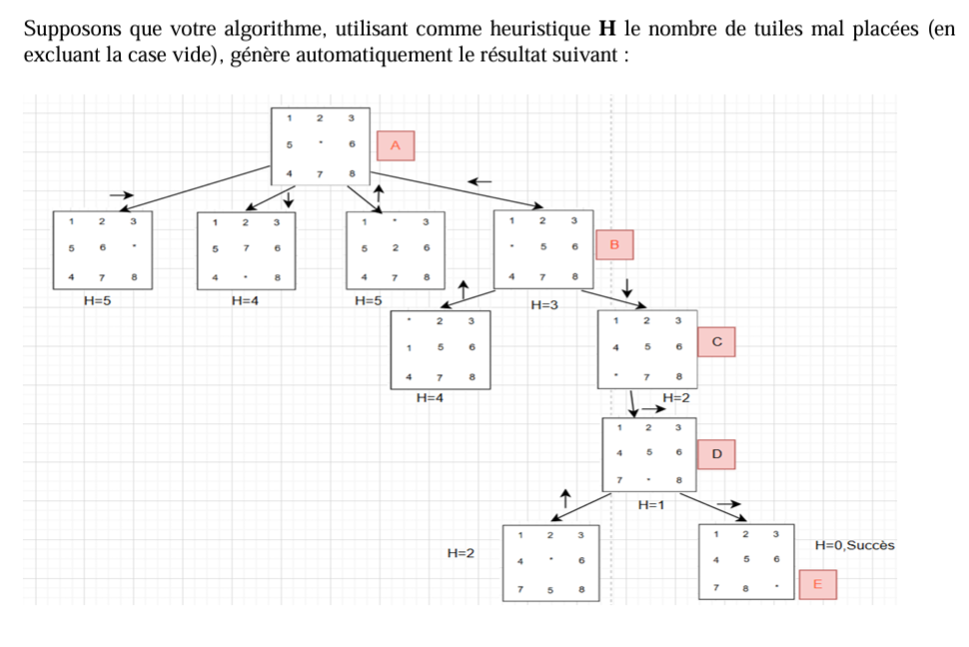 Supposons que votre algorithme, utilisant comme heuristique H le nombre de tuiles mal placées (en
excluant la case vide), génère automatiquement le résultat suivant :
1 2 3
5 · 6
4 7 8
A
1 2 3
5 6 ·
4 7 8
H=5
1 2 3
5 7 6
4 · 8
H=4
1 · 3
5 2 6
4 7 8
H=5
1 2 3
· 5 6
4 7 8
B
H=3
· 2 3
1 5 6
4 7 8
H=4
1 2 3
4 5 6
· 7 8
C
H=2
1 2 3
4 5 6
7 · 8
D
H=1
H=2
1 2 3
4 · 6
7 5 8
1 2 3
4 5 6
7 8 ·
H=0,Succès
E